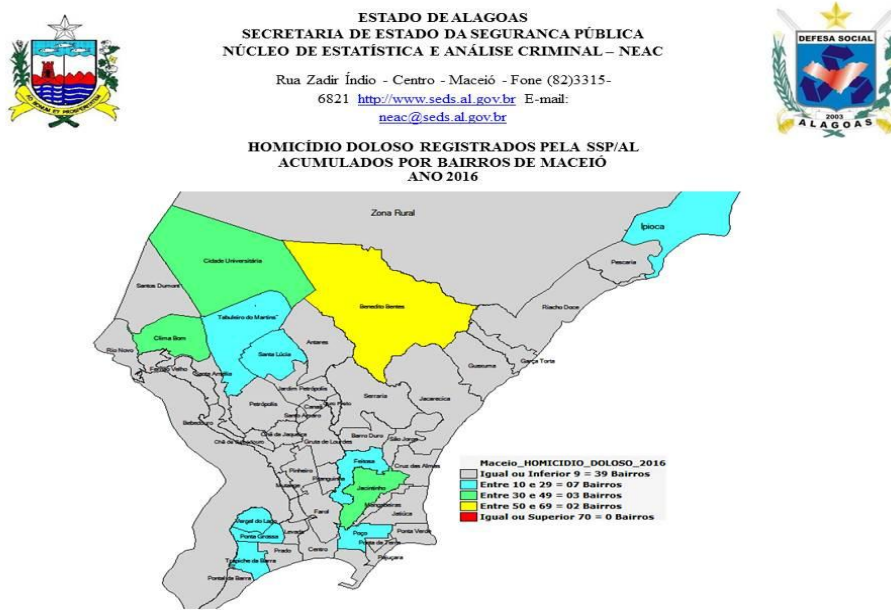 ESTADO DE ALAGOAS
SECRETARIA DE ESTADO DA SEGURANCA PÚBLICA
NÚCLEO DE ESTATÍSTICA E ANÁLISE CRIMINAL – NEAC
Rua Zadir Índio - Centro - Maceió - Fone (82)3315-
6821 http://www.seds.al.gov.br E-mail:
neac@seds.al.gov.br
DEFESA SOCIAL
2003
ALAGOAS
HOMICÍDIO DOLOSO REGISTRADOS PELA SSP/AL
ACUMULADOS POR BAIRROS DE MACEIÓ
ANO 2016
Zona Rural
Ipioca
Pescaria
Cidade Universitária
Santos Dumont
Benedito Bentes
Riacho Doce
Tabuleiro do Martins
Clima Bom
Rio Novo
Antares
Santa Lúcia
Garça Torta
Guaxuma
Fernão Velho
Santa Amélia
Jardim Petrópolis
Serraria
Jacarecica
Petrópolis
Canaã
Santo Amaro
Bebedouro
Chã de Jaqueira
Chã de Bebedouro
Gruta de Lourdes
Barro Duro
São Jorge
Feitosa
Cruz das Almas
Pinheiro
Pitanguinha
Mutange
Jacintinho
Mangabeiras
Jatiúca
Farol
Vergel do Lago
Ponta Grossa
Levada
Poço
Ponta Verde
Ponta da Terra
Prado
Centro
Pajuçara
Trapiche da Barra
Pontal da Barra
Maceio_HOMICIDIO_DOLOSO_2016
Igual ou Inferior 9 = 39 Bairros
Entre 10 e 29 = 07 Bairros
Entre 30 e 49 = 03 Bairros
Entre 50 e 69 = 02 Bairros
Igual ou Superior 70 = 0 Bairros